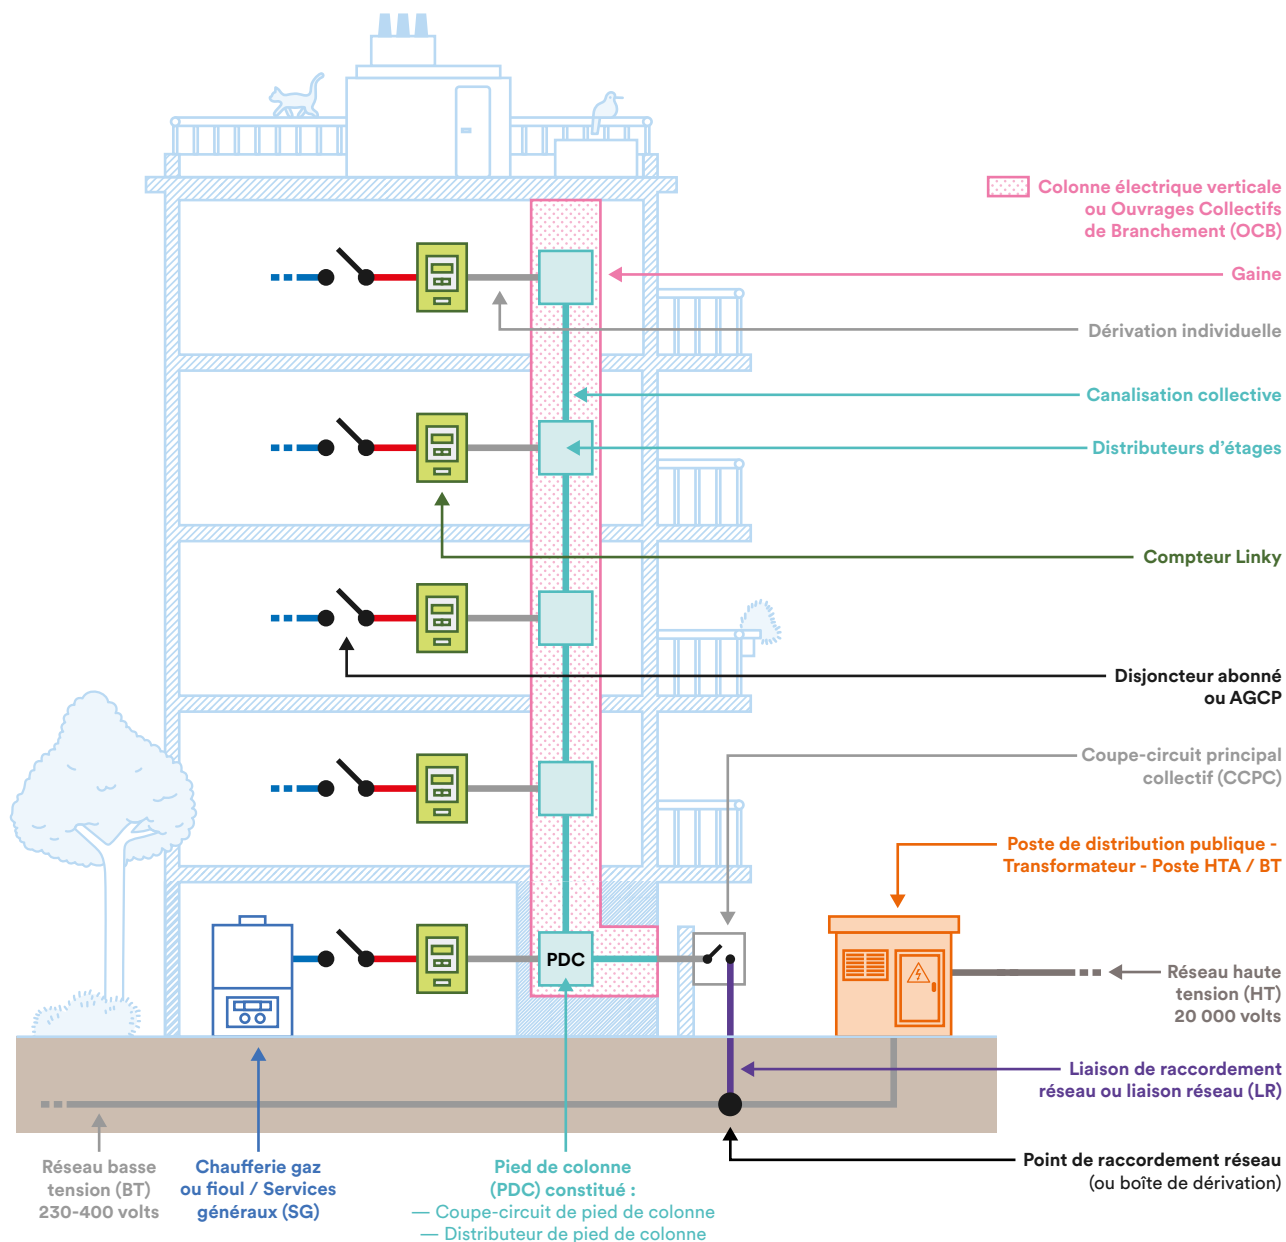 Colonne électrique verticale
ou Ouvrages Collectifs
de Branchement (OCB)
Gaine
Dérivation individuelle
Canalisation collective
Distributeurs d'étages
Compteur Linky
Disjoncteur abonné
ou AGCP
Coupe-circuit principal
collectif (CCPC)
Poste de distribution publique -
Transformateur - Poste HTA / BT
PDC
Réseau haute
tension (HT)
20 000 volts
Liaison de raccordement
réseau ou liaison réseau (LR)
Point de raccordement réseau
(ou boîte de dérivation)
Réseau basse
tension (BT)
230-400 volts
Chaufferie gaz
ou fioul / Services
généraux (SG)
Pied de colonne
(PDC) constitué :
— Coupe-circuit de pied de colonne
— Distributeur de pied de colonne